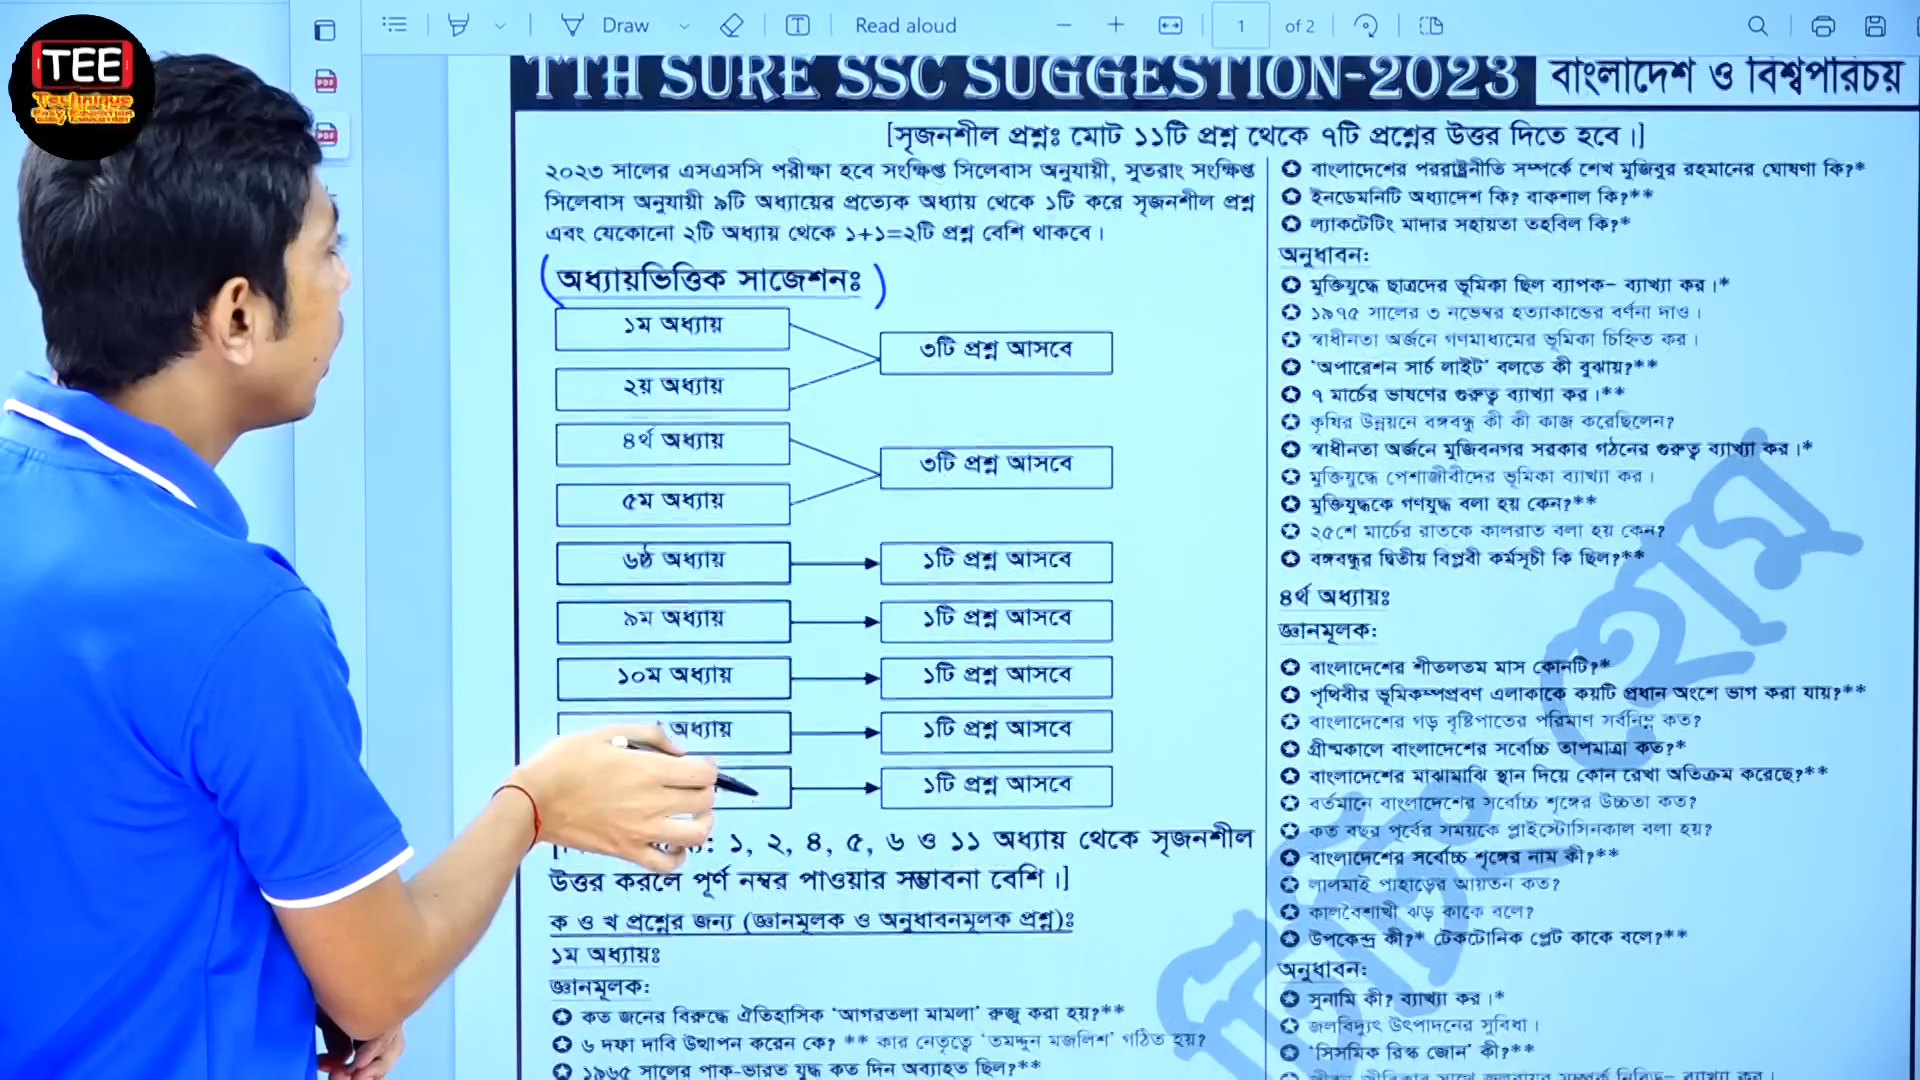 TEE
Technique
Easy Education
Draw
Read aloud
1
of 2
TTH SURE SSC SUGGESTION-2023
বাংলাদেশ ও বিশ্বপরিচয়
[সৃজনশীল প্রশ্নঃ মোট ১১টি প্রশ্ন থেকে ৭টি প্রশ্নের উত্তর দিতে হবে।]
২০২৩ সালের এসএসসি পরীক্ষা হবে সংক্ষিপ্ত সিলেবাস অনুযায়ী, সুতরাং সংক্ষিপ্ত
সিলেবাস অনুযায়ী ৯টি অধ্যায়ের প্রত্যেক অধ্যায় থেকে ১টি করে সৃজনশীল প্রশ্ন
এবং যেকোনো ২টি অধ্যায় থেকে ১+১=২টি প্রশ্ন বেশি থাকবে।
(অধ্যায়ভিত্তিক সাজেশনঃ)
১ম অধ্যায়
২য় অধ্যায়
৩টি প্রশ্ন আসবে
৪র্থ অধ্যায়
৫ম অধ্যায়
৩টি প্রশ্ন আসবে
৬ষ্ঠ অধ্যায়
১টি প্রশ্ন আসবে
৯ম অধ্যায়
১টি প্রশ্ন আসবে
১০ম অধ্যায়
১টি প্রশ্ন আসবে
অধ্যায়
১টি প্রশ্ন আসবে
১টি প্রশ্ন আসবে
১, ২, ৪, ৫, ৬ ও ১১ অধ্যায় থেকে সৃজনশীল
উত্তর করলে পূর্ণ নম্বর পাওয়ার সম্ভাবনা বেশি।]
ক ও খ প্রশ্নের জন্য (জ্ঞানমূলক ও অনুধাবনমূলক প্রশ্ন)ঃ
১ম অধ্যায়ঃ
জ্ঞানমূলক:
কত জনের বিরুদ্ধে ঐতিহাসিক ‘আগরতলা মামলা’ রুজু করা হয়?**
৬ দফা দাবি উত্থাপন করেন কে? ** কার নেতৃত্বে ‘তমদ্দুন মজলিশ’ গঠিত হয়?
১৯৬৫ সালের পাক-ভারত যুদ্ধ কত দিন অব্যাহত ছিল?**
বাংলাদেশের পররাষ্ট্রনীতি সম্পর্কে শেখ মুজিবুর রহমানের ঘোষণা কি?*
ইনডেমনিটি অধ্যাদেশ কি? বাকশাল কি?**
ল্যাকটেটিং মাদার সহায়তা তহবিল কি?*
অনুধাবন:
মুক্তিযুদ্ধে ছাত্রদের ভূমিকা ছিল ব্যাপক- ব্যাখ্যা কর।*
১৯৭৫ সালের ৩ নভেম্বর হত্যাকান্ডের বর্ণনা দাও।
স্বাধীনতা অর্জনে গণমাধ্যমের ভূমিকা চিহ্নিত কর।
‘অপারেশন সার্চ লাইট’ বলতে কী বুঝায়?**
৭ মার্চের ভাষণের গুরুত্ব ব্যাখ্যা কর।**
কৃষির উন্নয়নে বঙ্গবন্ধু কী কী কাজ করেছিলেন?
স্বাধীনতা অর্জনে মুজিবনগর সরকার গঠনের গুরুত্ব ব্যাখ্যা কর।*
মুক্তিযুদ্ধে পেশাজীবীদের ভূমিকা ব্যাখ্যা কর।
মুক্তিযুদ্ধকে গণযুদ্ধ বলা হয় কেন?**
২৫শে মার্চের রাতকে কালরাত বলা হয় কেন?
বঙ্গবন্ধুর দ্বিতীয় বিপ্লবী কর্মসূচী কি ছিল?**
৪র্থ অধ্যায়ঃ
জ্ঞানমূলক:
বাংলাদেশের শীতলতম মাস কোনটি?*
পৃথিবীর ভূমিকম্পপ্রবণ এলাকাকে কয়টি প্রধান অংশে ভাগ করা যায়?**
বাংলাদেশের গড় বৃষ্টিপাতের পরিমাণ সর্বনিম্ন কত?
গ্রীষ্মকালে বাংলাদেশের সর্বোচ্চ তাপমাত্রা কত?*
বাংলাদেশের মাঝামাঝি স্থান দিয়ে কোন রেখা অতিক্রম করেছে?**
বর্তমানে বাংলাদেশের সর্বোচ্চ শৃঙ্গের উচ্চতা কত?
কত বছর পূর্বের সময়কে প্লাইস্টোসিনকাল বলা হয়?
বাংলাদেশের সর্বোচ্চ শৃঙ্গের নাম কী?**
লালমাই পাহাড়ের আয়তন কত?
কালবৈশাখী ঝড় কাকে বলে?
উপকেন্দ্র কী?* টেকটোনিক প্লেট কাকে বলে?**
অনুধাবন:
সুনামি কী? ব্যাখ্যা কর।*
জলবিদ্যুৎ উৎপাদনের সুবিধা।
‘সিসমিক রিস্ক জোন’ কী?**
হোম